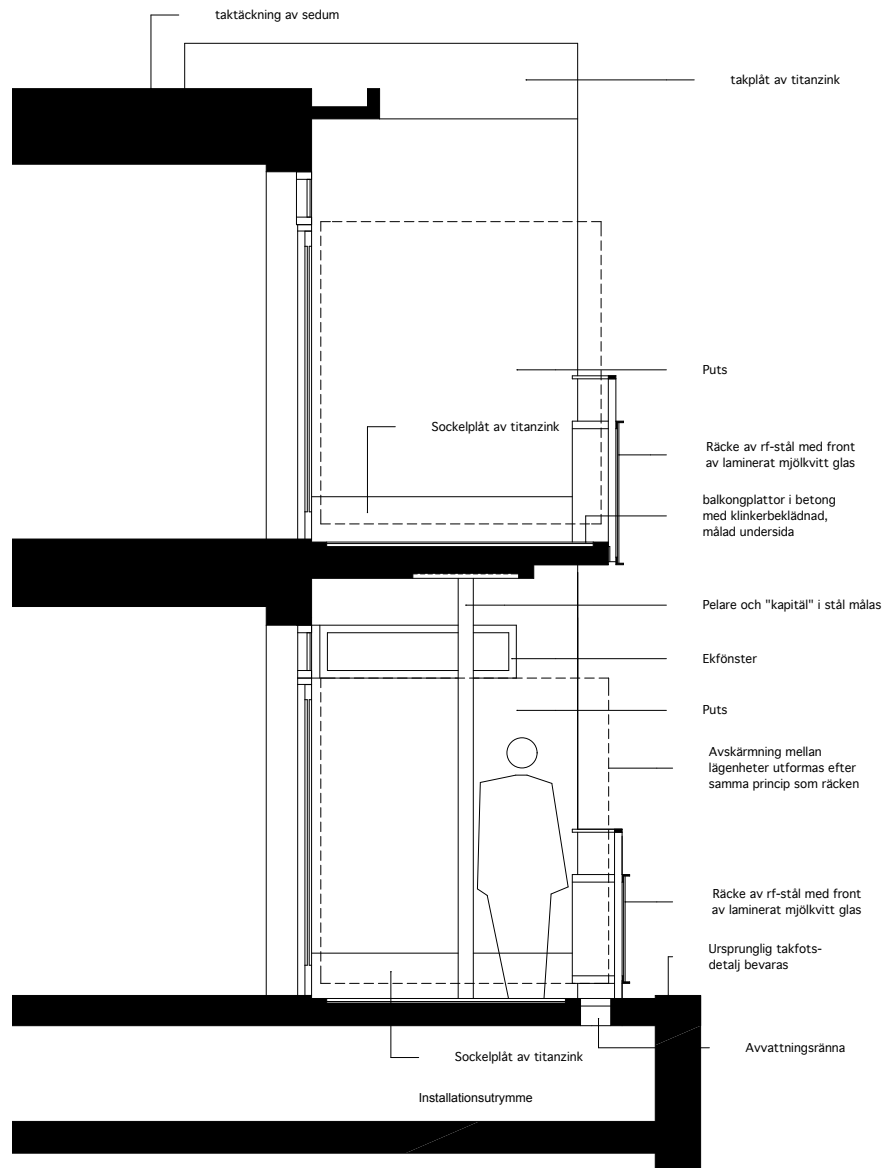 taktäckning av sedum
takplåt av titanzink
Puts
Sockelplåt av titanzink
Räcke av rf-stål med front
av laminerat mjölkvitt glas
balkongplattor i betong
med klinkerbeklädnad,
målad undersida
Pelare och "kapitäl" i stål målas
Ekfönster
Puts
Avskärmning mellan
lägenheter utformas efter
samma princip som räcken
Räcke av rf-stål med front
av laminerat mjölkvitt glas
Ursprunglig takfots-
detalj bevaras
Avvattningsränna
Sockelplåt av titanzink
Installationsutrymme